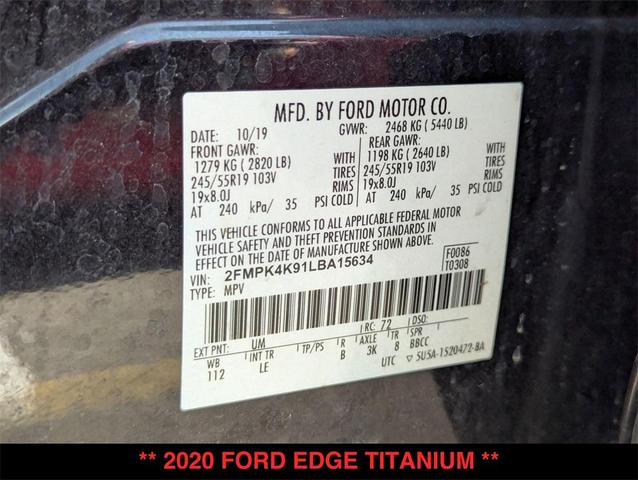 MFD. BY FORD MOTOR CO.
DATE: 10/19 GVWR: 2468 KG ( 5440 LB)
FRONT GAWR: REAR GAWR:
1279 KG ( 2820 LB) WITH 1198 KG ( 2640 LB) WITH
245/55R19 103V TIRES 245/55R19 103V TIRES
19x8.0J RIMS 19x8.0J RIMS
AT 240 kPa/ 35 PSI COLD AT 240 kPa/ 35 PSI COLD
THIS VEHICLE CONFORMS TO ALL APPLICABLE FEDERAL MOTOR
VEHICLE SAFETY AND THEFT PREVENTION STANDARDS IN
EFFECT ON THE DATE OF MANUFACTURE SHOWN ABOVE.
VIN: 2FMPK4K91LBA15634 F0086
TYPE: MPV T0308
EXT PNT: UM RC: 72 DSO:
WB INT TR TP/PS R AXLE TR SPR
112 LE B 3K 8 BBCC
UTC ▽ 5U5A-1520472-BA
** 2020 FORD EDGE TITANIUM **